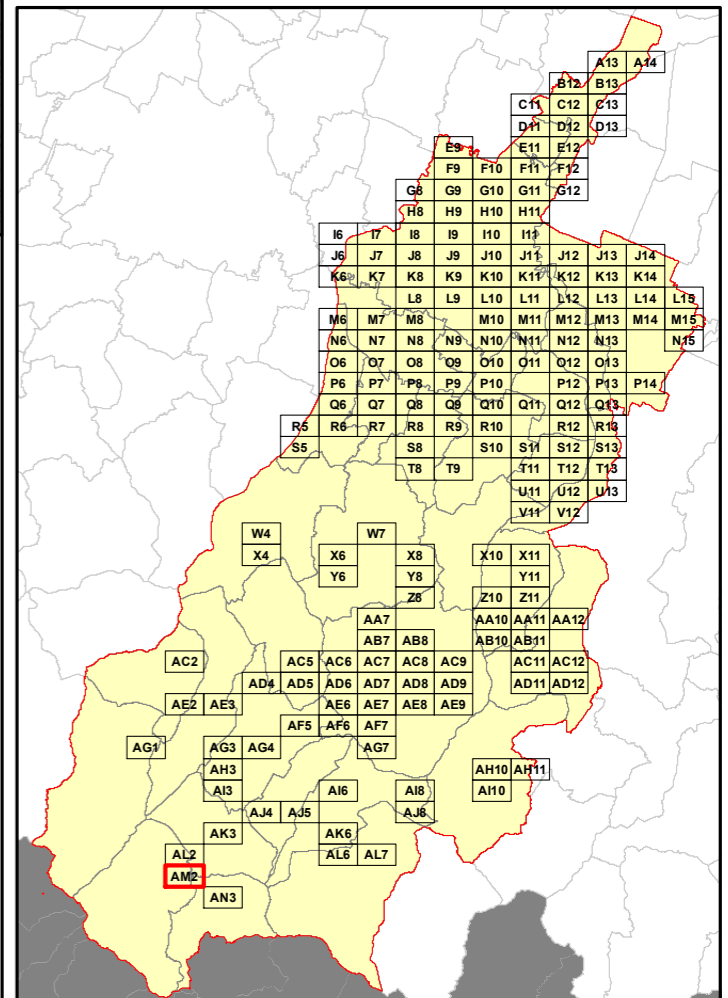 A13 A14
B12 B13
C11 C12 C13
D11 D12 D13
E9 E11 E12
F9 F10 F11 F12
G8 G9 G10 G11 G12
H8 H9 H10 H11
I6 I7 I8 I9 I10 I11
J6 J7 J8 J9 J10 J11 J12 J13 J14
K6 K7 K8 K9 K10 K11 K12 K13 K14
L8 L9 L10 L11 L12 L13 L14 L15
M6 M7 M8 M10 M11 M12 M13 M14 M15
N6 N7 N8 N9 N10 N11 N12 N13 N15
O6 O7 O8 O9 O10 O11 O12 O13
P6 P7 P8 P9 P10 P12 P13 P14
Q6 Q7 Q8 Q9 Q10 Q11 Q12 Q13
R5 R6 R7 R8 R9 R10 R12 R13
S5 S8 S10 S11 S12 S13
T8 T9 T11 T12 T13
U11 U12 U13
V11 V12
W4 W7
X4 X6 X8 X10 X11
Y6 Y8 Y11
Z8 Z10 Z11
AA7 AA10 AA11 AA12
AB7 AB8 AB10 AB11
AC2 AC5 AC6 AC7 AC8 AC9 AC11 AC12
AD4 AD5 AD6 AD7 AD8 AD9 AD11 AD12
AE2 AE3 AE6 AE7 AE8 AE9
AF5 AF6 AF7
AG1 AG3 AG4 AG7
AH3 AH10 AH11
AI3 AI6 AI8 AI10
AJ4 AJ5 AJ8
AK3 AK6
AL2 AL6 AL7
AM2
AN3